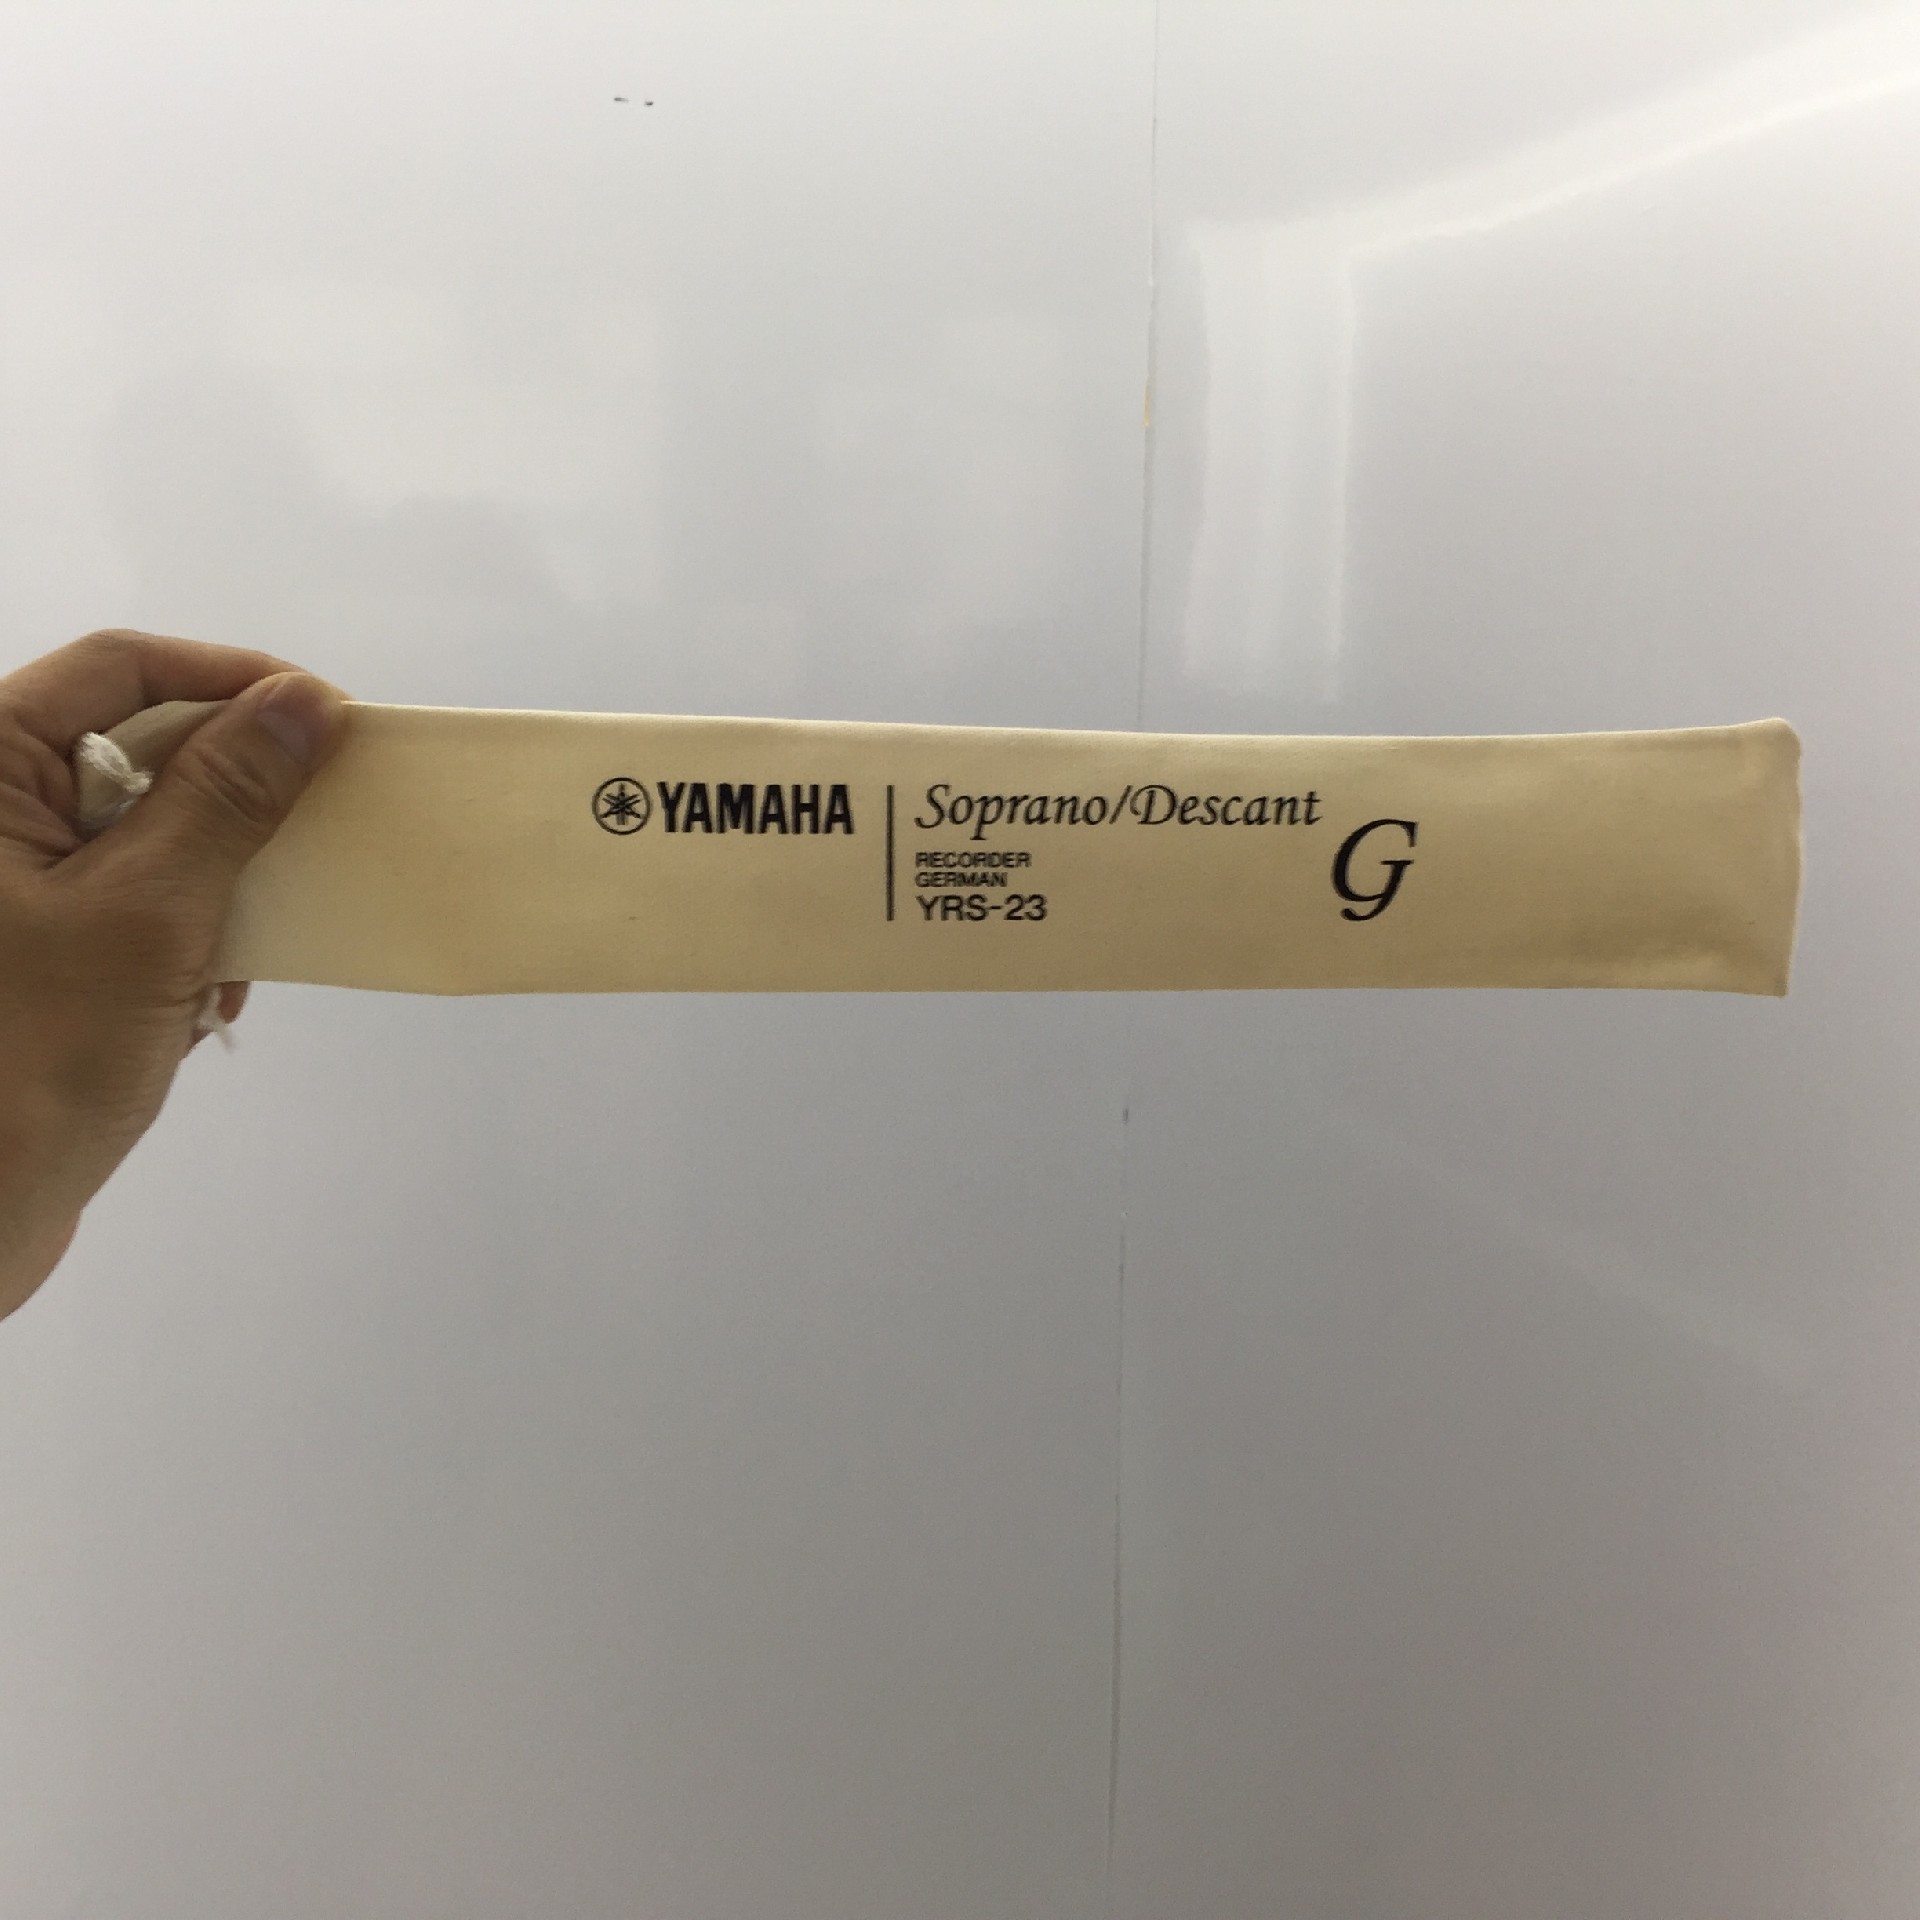 YAMAHA
Soprano/Descant
RECORDER
GERMAN
YRS-23
G